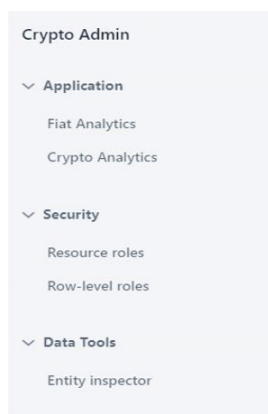 Crypto Admin
Application
Fiat Analytics
Crypto Analytics
Security
Resource roles
Row-level roles
Data Tools
Entity inspector